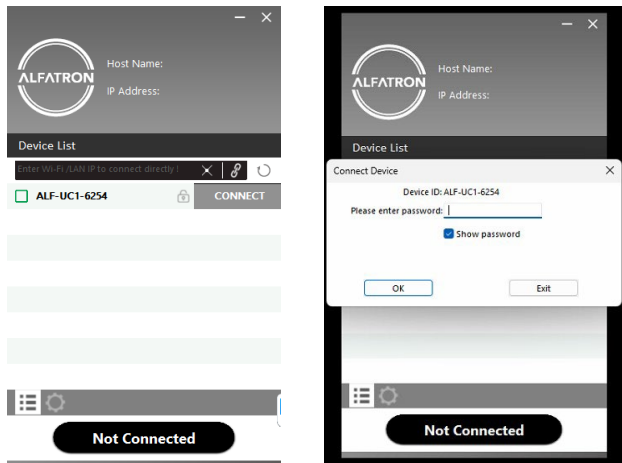 ALFATRON
Host Name:
IP Address:
Device List
Enter Wi-Fi /LAN IP to connect directly !
ALF-UC1-6254
CONNECT
Not Connected
ALFATRON
Host Name:
IP Address:
Device List
Connect Device
Device ID: ALF-UC1-6254
Please enter password:
Show password
OK
Exit
Not Connected